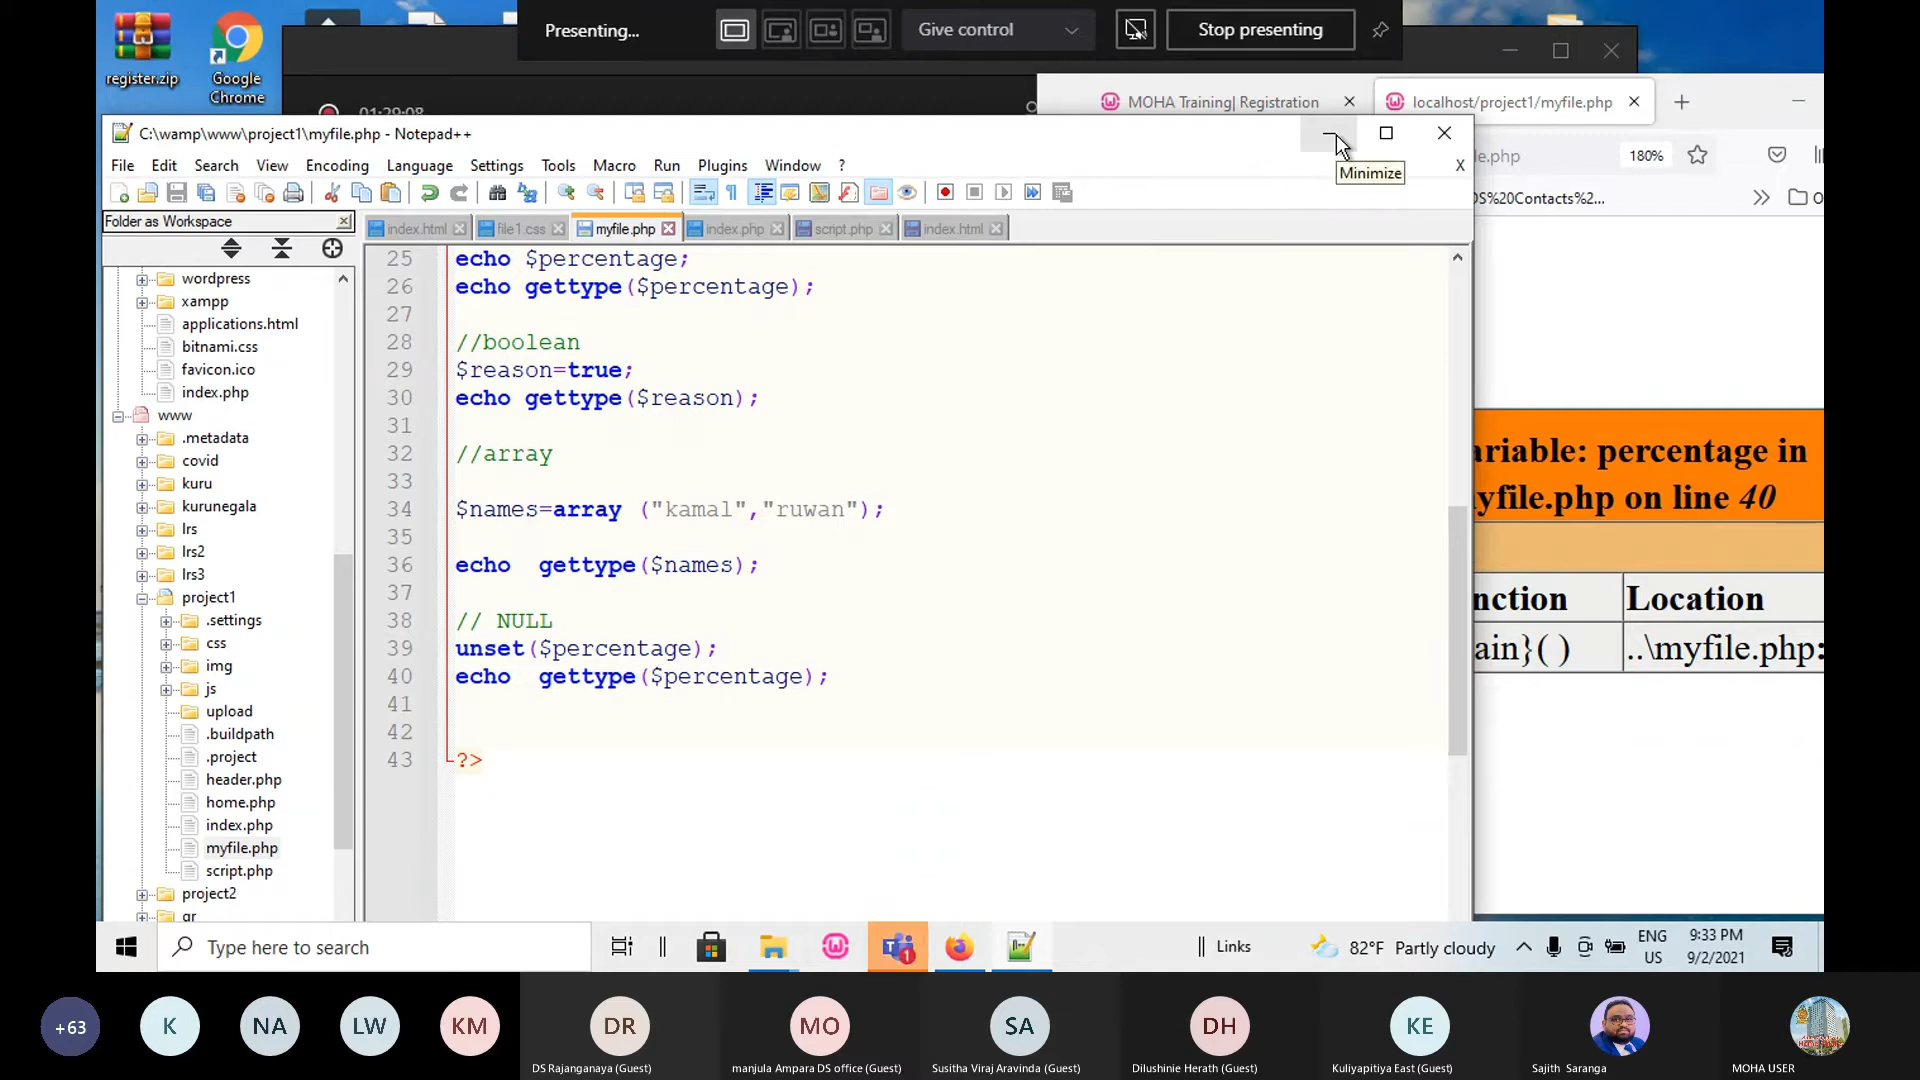 register.zip
Google
Chrome
Presenting...
Give control
Stop presenting
01:29:08
MOHA Training| Registration
localhost/project1/myfile.php
C:\wamp\www\project1\myfile.php - Notepad++
Minimize
le.php
180%
File Edit Search View Encoding Language Settings Tools Macro Run Plugins Window ?
X
DS%20Contacts%2...
Folder as Workspace
index.html
file1.css
myfile.php
index.php
script.php
index.html
wordpress
xampp
applications.html
bitnami.css
favicon.ico
index.php
www
.metadata
covid
kuru
kurunegala
lrs
lrs2
lrs3
project1
.settings
css
img
js
upload
.buildpath
.project
header.php
home.php
index.php
myfile.php
script.php
project2
qr
25 echo $percentage;
26 echo gettype($percentage);
27
28 //boolean
29 $reason=true;
30 echo gettype($reason);
31
32 //array
33
34 $names=array ("kamal","ruwan");
35
36 echo  gettype($names);
37
38 // NULL
39 unset($percentage);
40 echo  gettype($percentage);
41
42
43 ?>
ariable: percentage in
yfile.php on line 40
nction
Location
ain}( )
..\myfile.php:
Type here to search
1
Links
82°F Partly cloudy
ENG
US
9:33 PM
9/2/2021
+63
K
NA
LW
KM
DR
DS Rajanganaya (Guest)
MO
manjula Ampara DS office (Guest)
SA
Susitha Viraj Aravinda (Guest)
DH
Dilushinie Herath (Guest)
KE
Kuliyapitiya East (Guest)
Sajith Saranga
MOHA USER